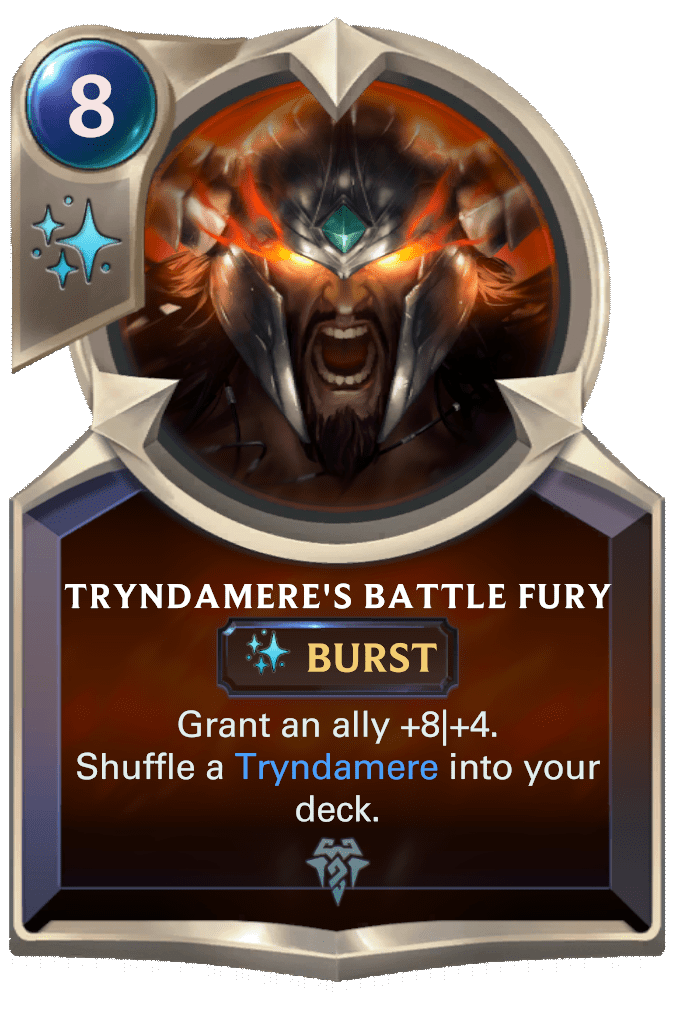 8
TRYNDAMERE'S BATTLE FURY
BURST
Grant an ally +8|+4.
Shuffle a Tryndamere into your
deck.